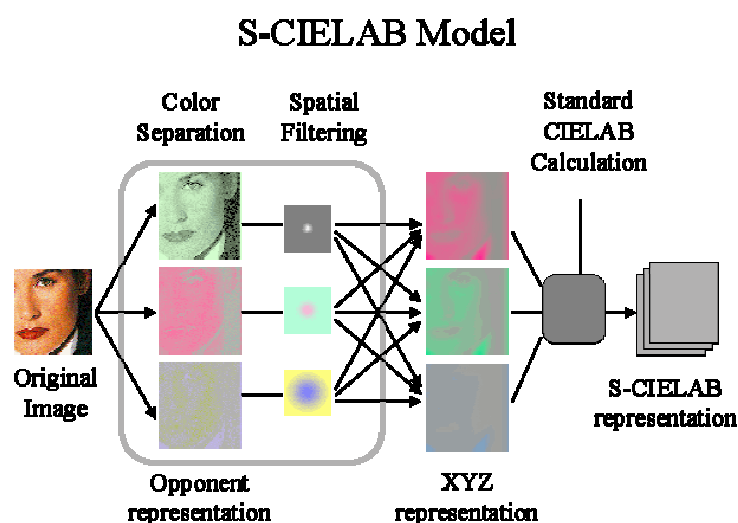 S-CIELAB Model
Color
Separation
Spatial
Filtering
Standard
CIELAB
Calculation
Original
Image
S-CIELAB
representation
Opponent
representation
XYZ
representation